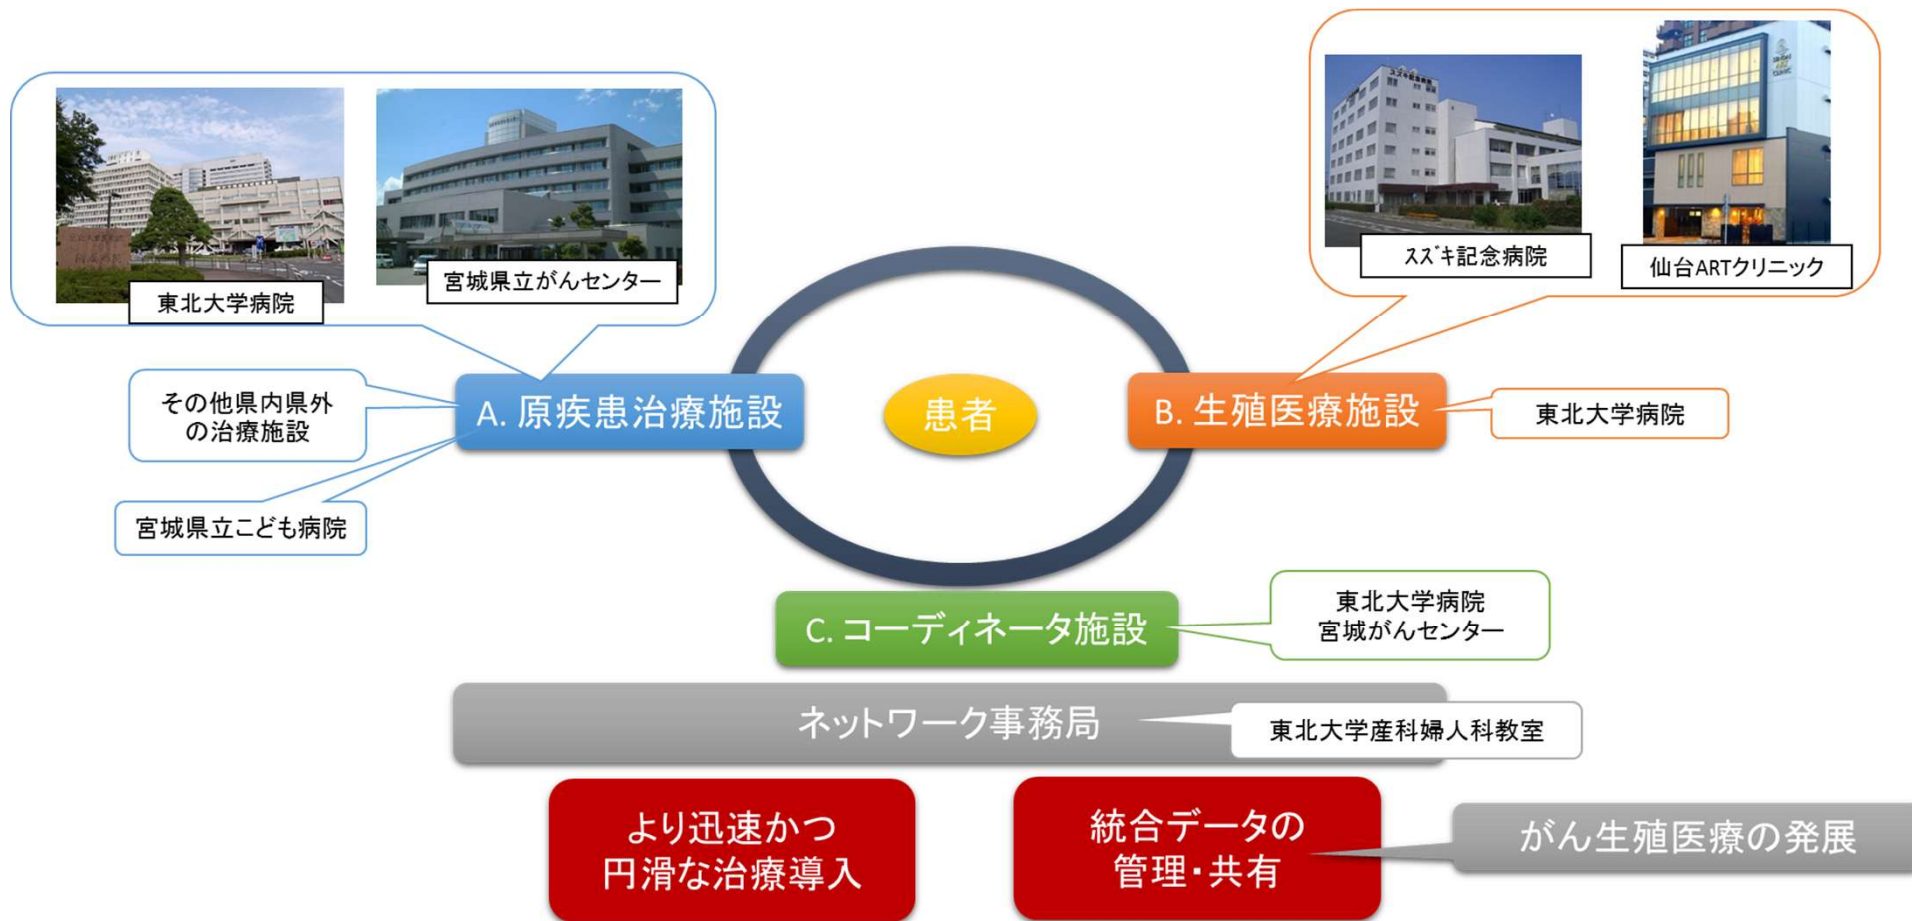 スズキ記念病院
東北大学病院
宮城県立がんセンター
スズキ記念病院
仙台ARTクリニック
その他県内県外
の治療施設
A. 原疾患治療施設
患者
B. 生殖医療施設
東北大学病院
宮城県立こども病院
C. コーディネータ施設
東北大学病院
宮城がんセンター
ネットワーク事務局
東北大学産科婦人科教室
より迅速かつ
円滑な治療導入
統合データの
管理・共有
がん生殖医療の発展